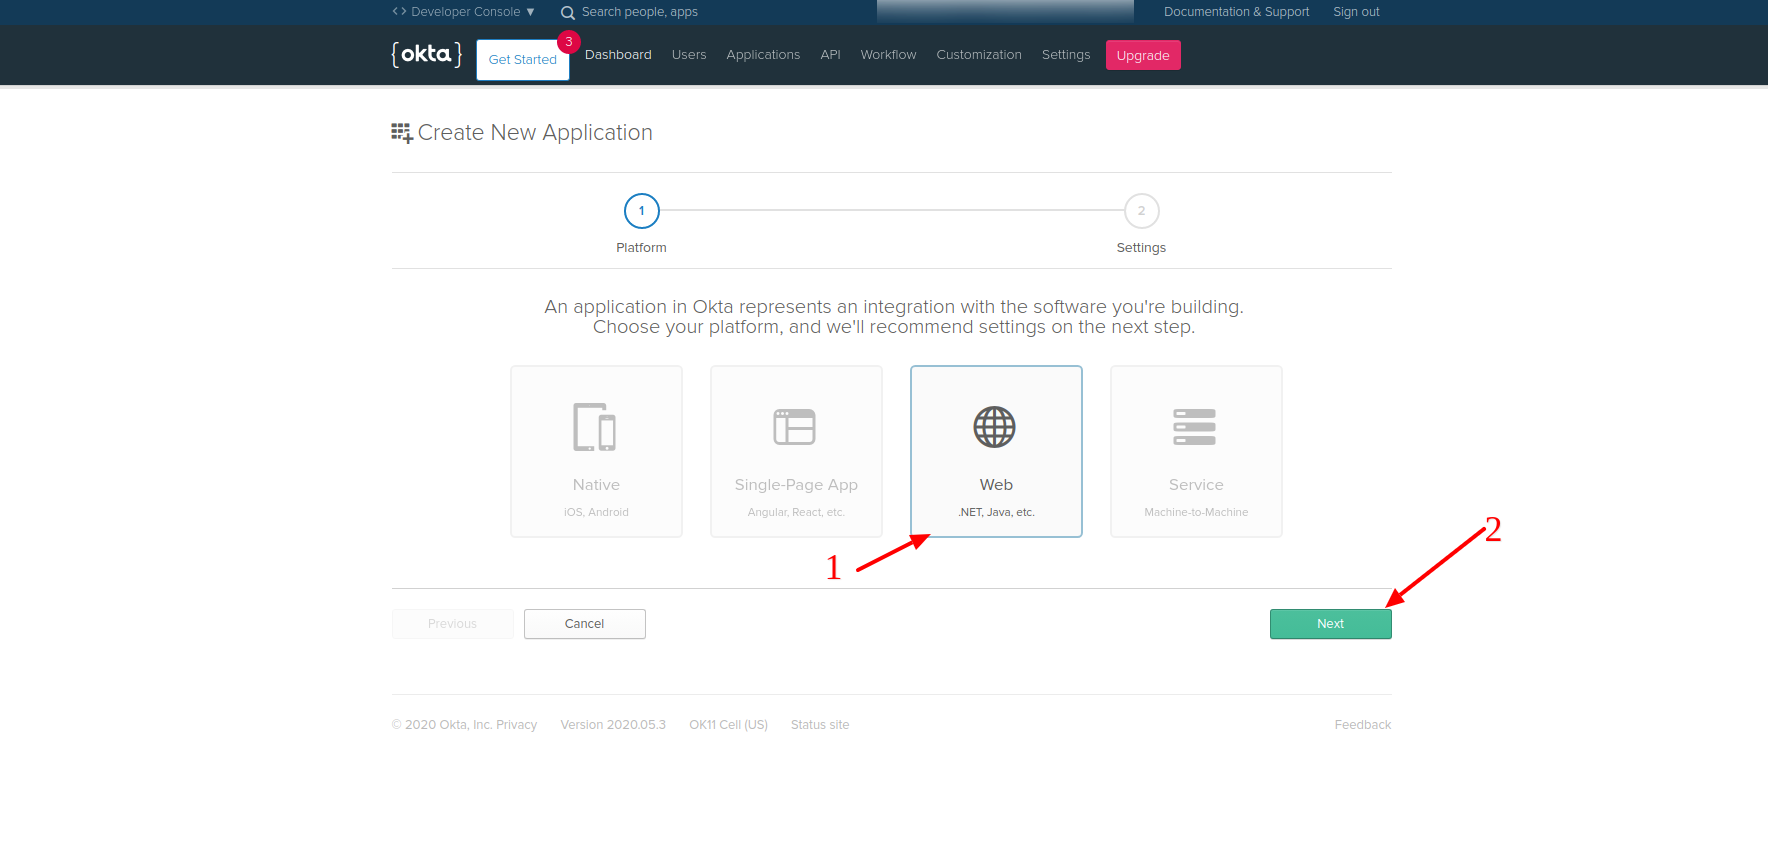 <> Developer Console ▼ Search people, apps Documentation & Support Sign out
{okta} Get Started 3 Dashboard Users Applications API Workflow Customization Settings Upgrade
Create New Application
1 2
Platform Settings
An application in Okta represents an integration with the software you're building.
Choose your platform, and we'll recommend settings on the next step.
Native Single-Page App Web Service
iOS, Android Angular, React, etc. .NET, Java, etc. Machine-to-Machine
1 2
Previous Cancel Next
© 2020 Okta, Inc. Privacy Version 2020.05.3 OK11 Cell (US) Status site Feedback